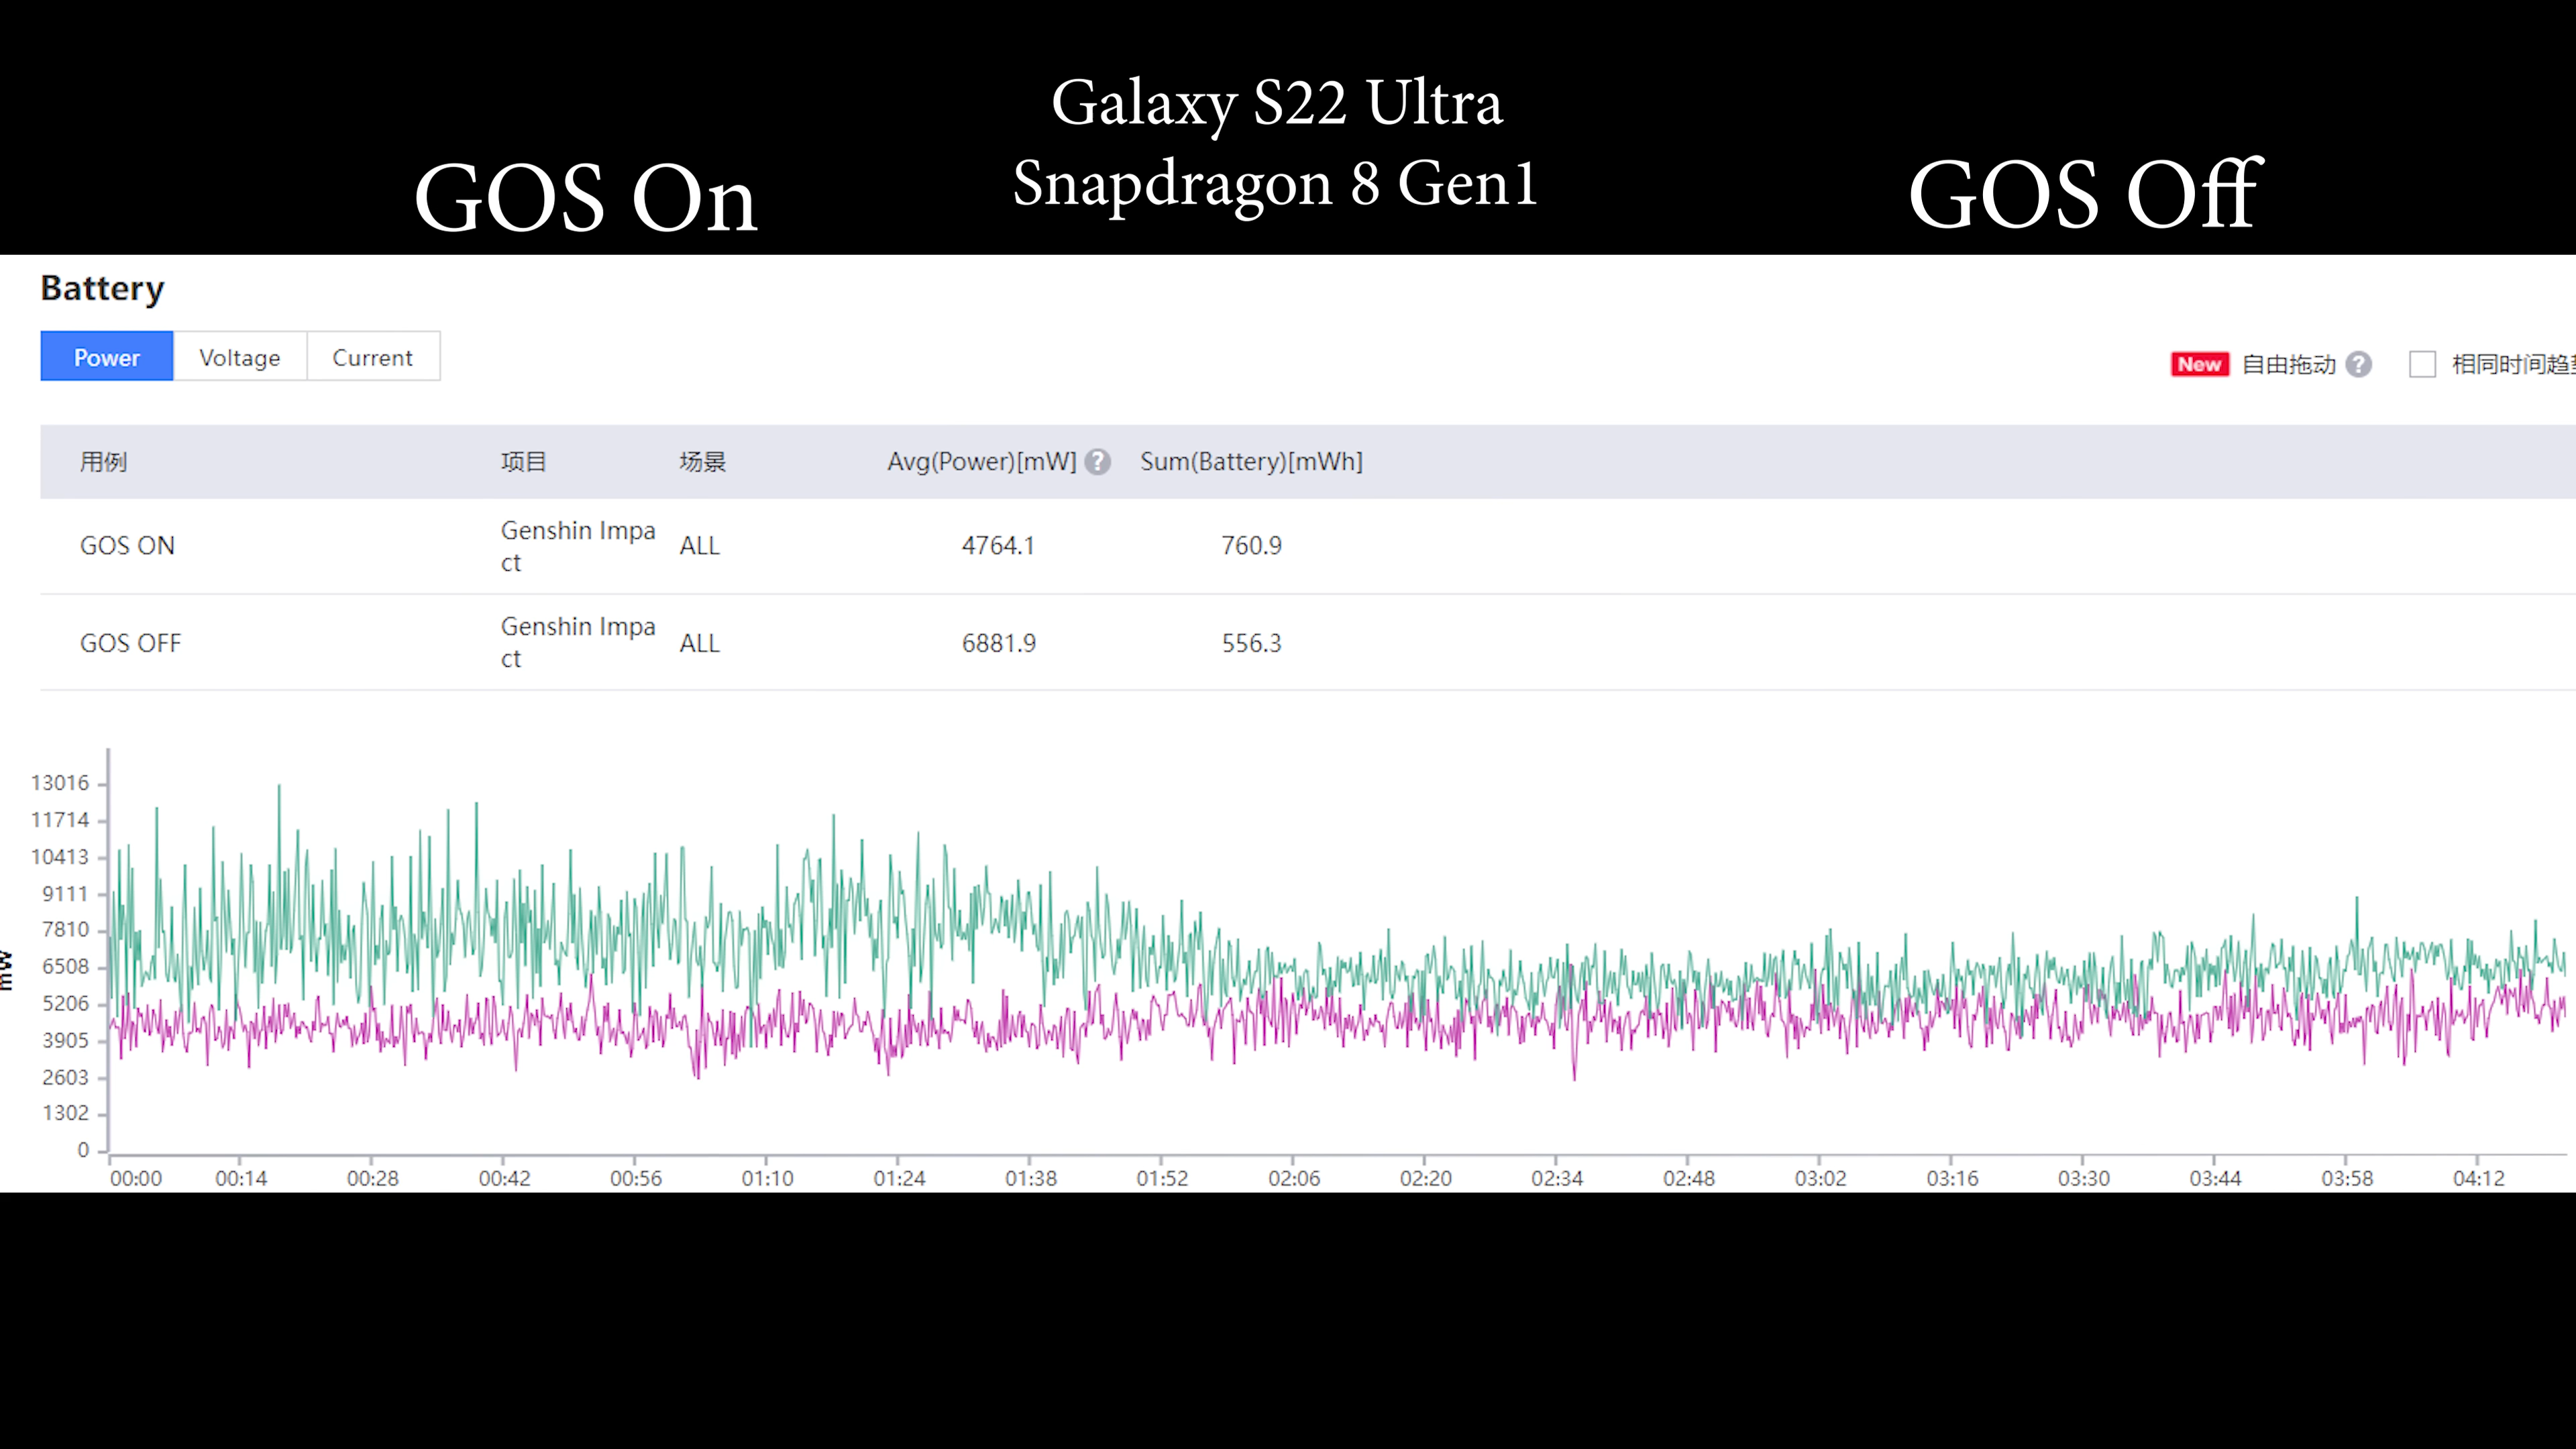 Galaxy S22 Ultra
GOS On
Snapdragon 8 Gen1
GOS Off
Battery
Power Voltage Current
New 自由拖动 ? 相同时间趋
用例 项目 场景 Avg(Power)[mW] ? Sum(Battery)[mWh]
GOS ON Genshin Impa
ct ALL 4764.1 760.9
GOS OFF Genshin Impa
ct ALL 6881.9 556.3
13016
11714
10413
9111
7810
6508
5206
3905
2603
1302
0
mW
00:00 00:14 00:28 00:42 00:56 01:10 01:24 01:38 01:52 02:06 02:20 02:34 02:48 03:02 03:16 03:30 03:44 03:58 04:12